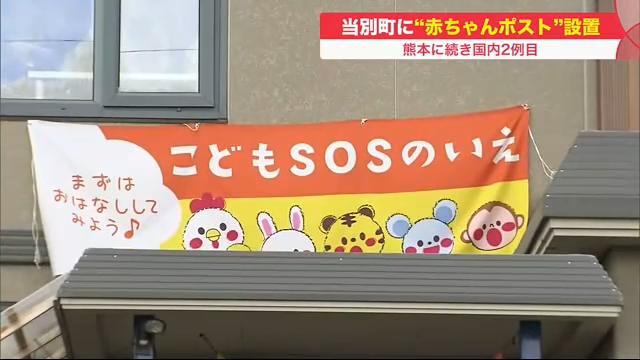 当別町に“赤ちゃんポスト”設置
熊本に続き国内2例目
こどもSOSのいえ
まずは
おはなしして
みよう♪